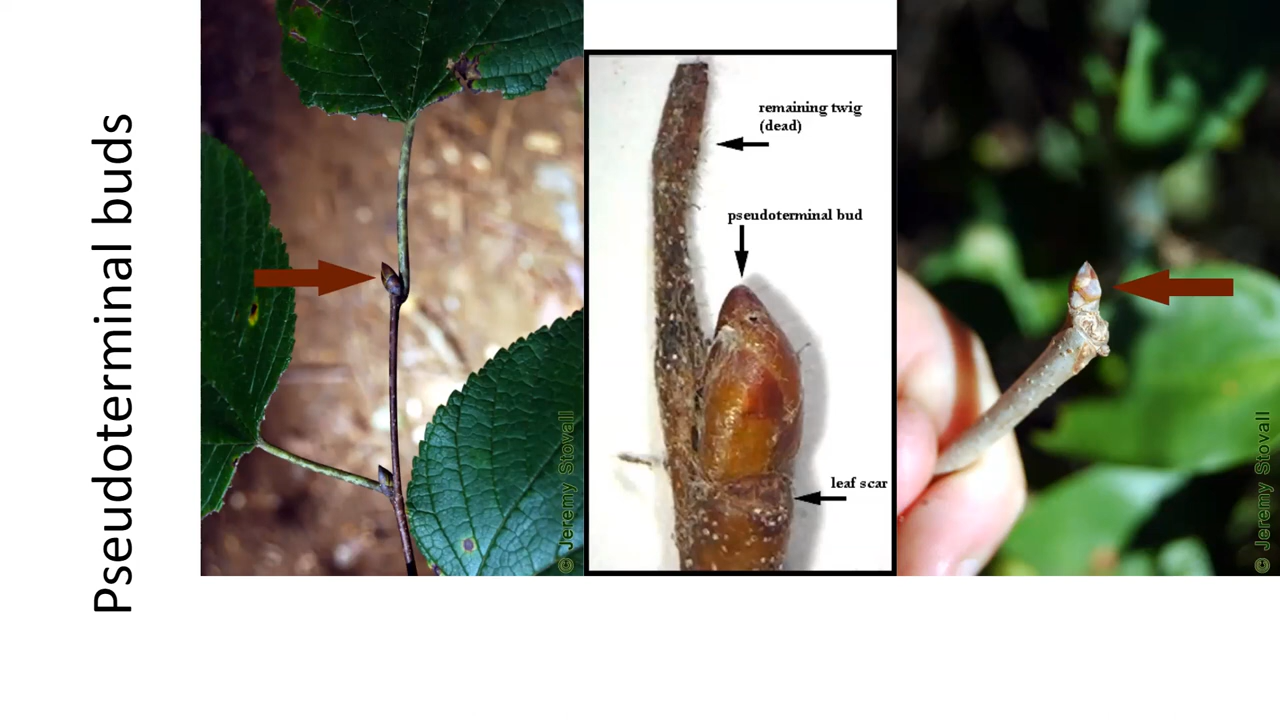 Pseudoterminal buds
remaining twig
(dead)
pseudoterminal bud
leaf scar
© Jeremy Stovall
© Jeremy Stovall